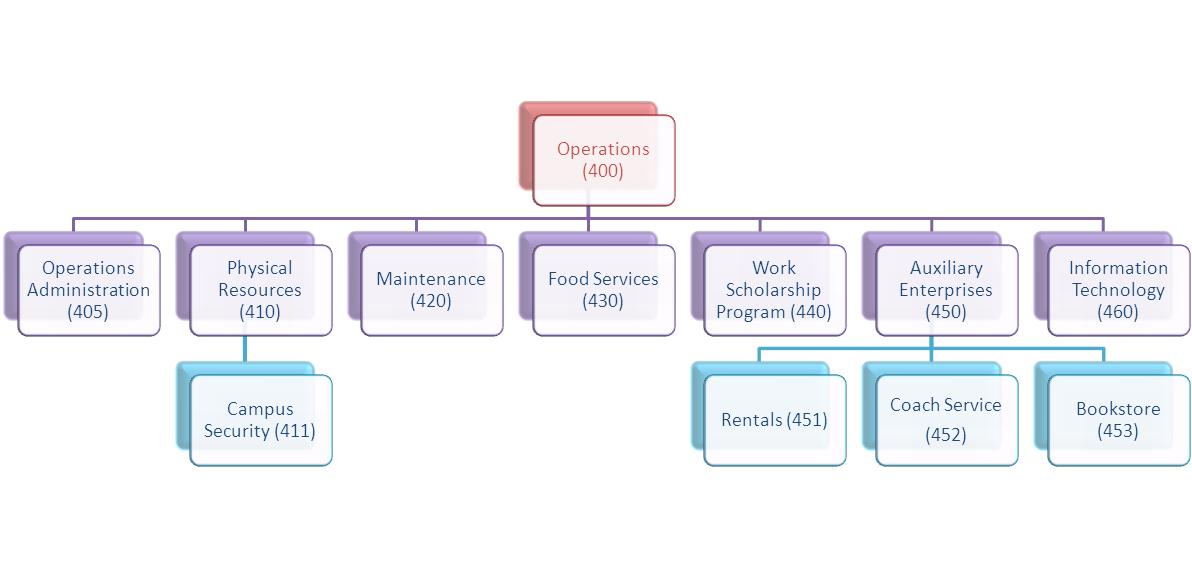 Operations
(400)
Operations
Administration
(405)
Physical
Resources
(410)
Maintenance
(420)
Food Services
(430)
Work
Scholarship
Program (440)
Auxiliary
Enterprises
(450)
Information
Technology
(460)
Campus
Security (411)
Rentals (451)
Coach Service
(452)
Bookstore
(453)